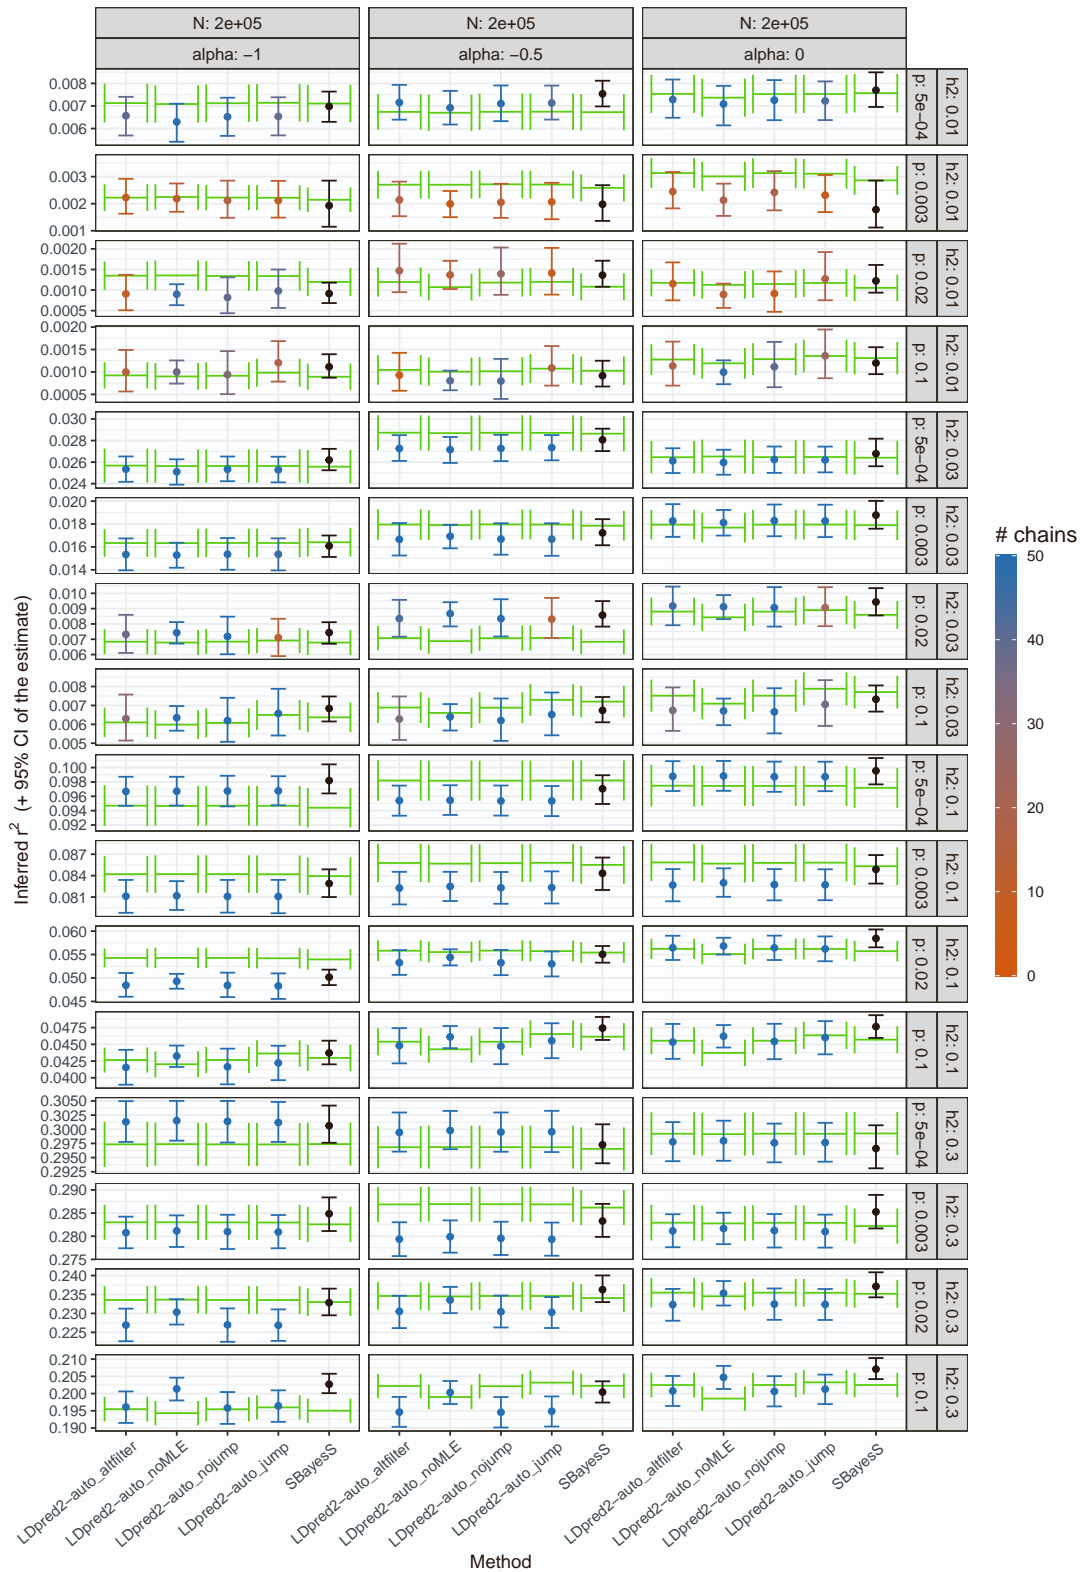 N: 2e+05
N: 2e+05
N: 2e+05
alpha: −1
alpha: −0.5
alpha: 0
0.008
0.007
0.006
p: 5e−04
h2: 0.01
0.003
0.002
0.001
p: 0.003
h2: 0.01
0.0020
0.0015
0.0010
0.0005
p: 0.02
h2: 0.01
0.0020
0.0015
0.0010
0.0005
p: 0.1
h2: 0.01
0.030
0.028
0.026
0.024
p: 5e−04
h2: 0.03
0.020
0.018
0.016
0.014
p: 0.003
h2: 0.03
0.010
0.009
0.008
0.007
0.006
p: 0.02
h2: 0.03
0.008
0.007
0.006
0.005
p: 0.1
h2: 0.03
0.100
0.098
0.096
0.094
0.092
p: 5e−04
h2: 0.1
0.087
0.084
0.081
p: 0.003
h2: 0.1
0.060
0.055
0.050
0.045
p: 0.02
h2: 0.1
0.0475
0.0450
0.0425
0.0400
p: 0.1
h2: 0.1
0.3050
0.3025
0.3000
0.2975
0.2950
0.2925
p: 5e−04
h2: 0.3
0.290
0.285
0.280
0.275
p: 0.003
h2: 0.3
0.240
0.235
0.230
0.225
p: 0.02
h2: 0.3
0.210
0.205
0.200
0.195
0.190
p: 0.1
h2: 0.3
Inferred r² (+ 95% CI of the estimate)
LDpred2−auto_altfilter
LDpred2−auto_noMLE
LDpred2−auto_nojump
LDpred2−auto_jump
SBayesS
LDpred2−auto_altfilter
LDpred2−auto_noMLE
LDpred2−auto_nojump
LDpred2−auto_jump
SBayesS
LDpred2−auto_altfilter
LDpred2−auto_noMLE
LDpred2−auto_nojump
LDpred2−auto_jump
SBayesS
Method
# chains
50
40
30
20
10
0